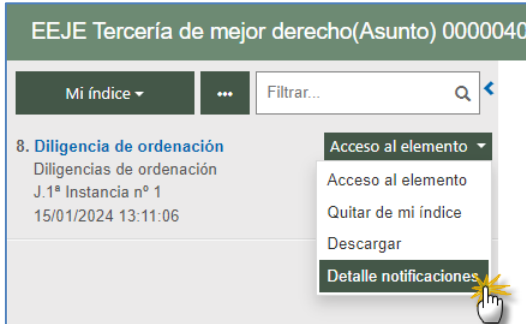 EEJE Tercería de mejor derecho(Asunto) 0000040
Mi índice
Filtrar...
8. Diligencia de ordenación
Diligencias de ordenación
J.1ª Instancia nº 1
15/01/2024 13:11:06
Acceso al elemento
Acceso al elemento
Quitar de mi índice
Descargar
Detalle notificaciones